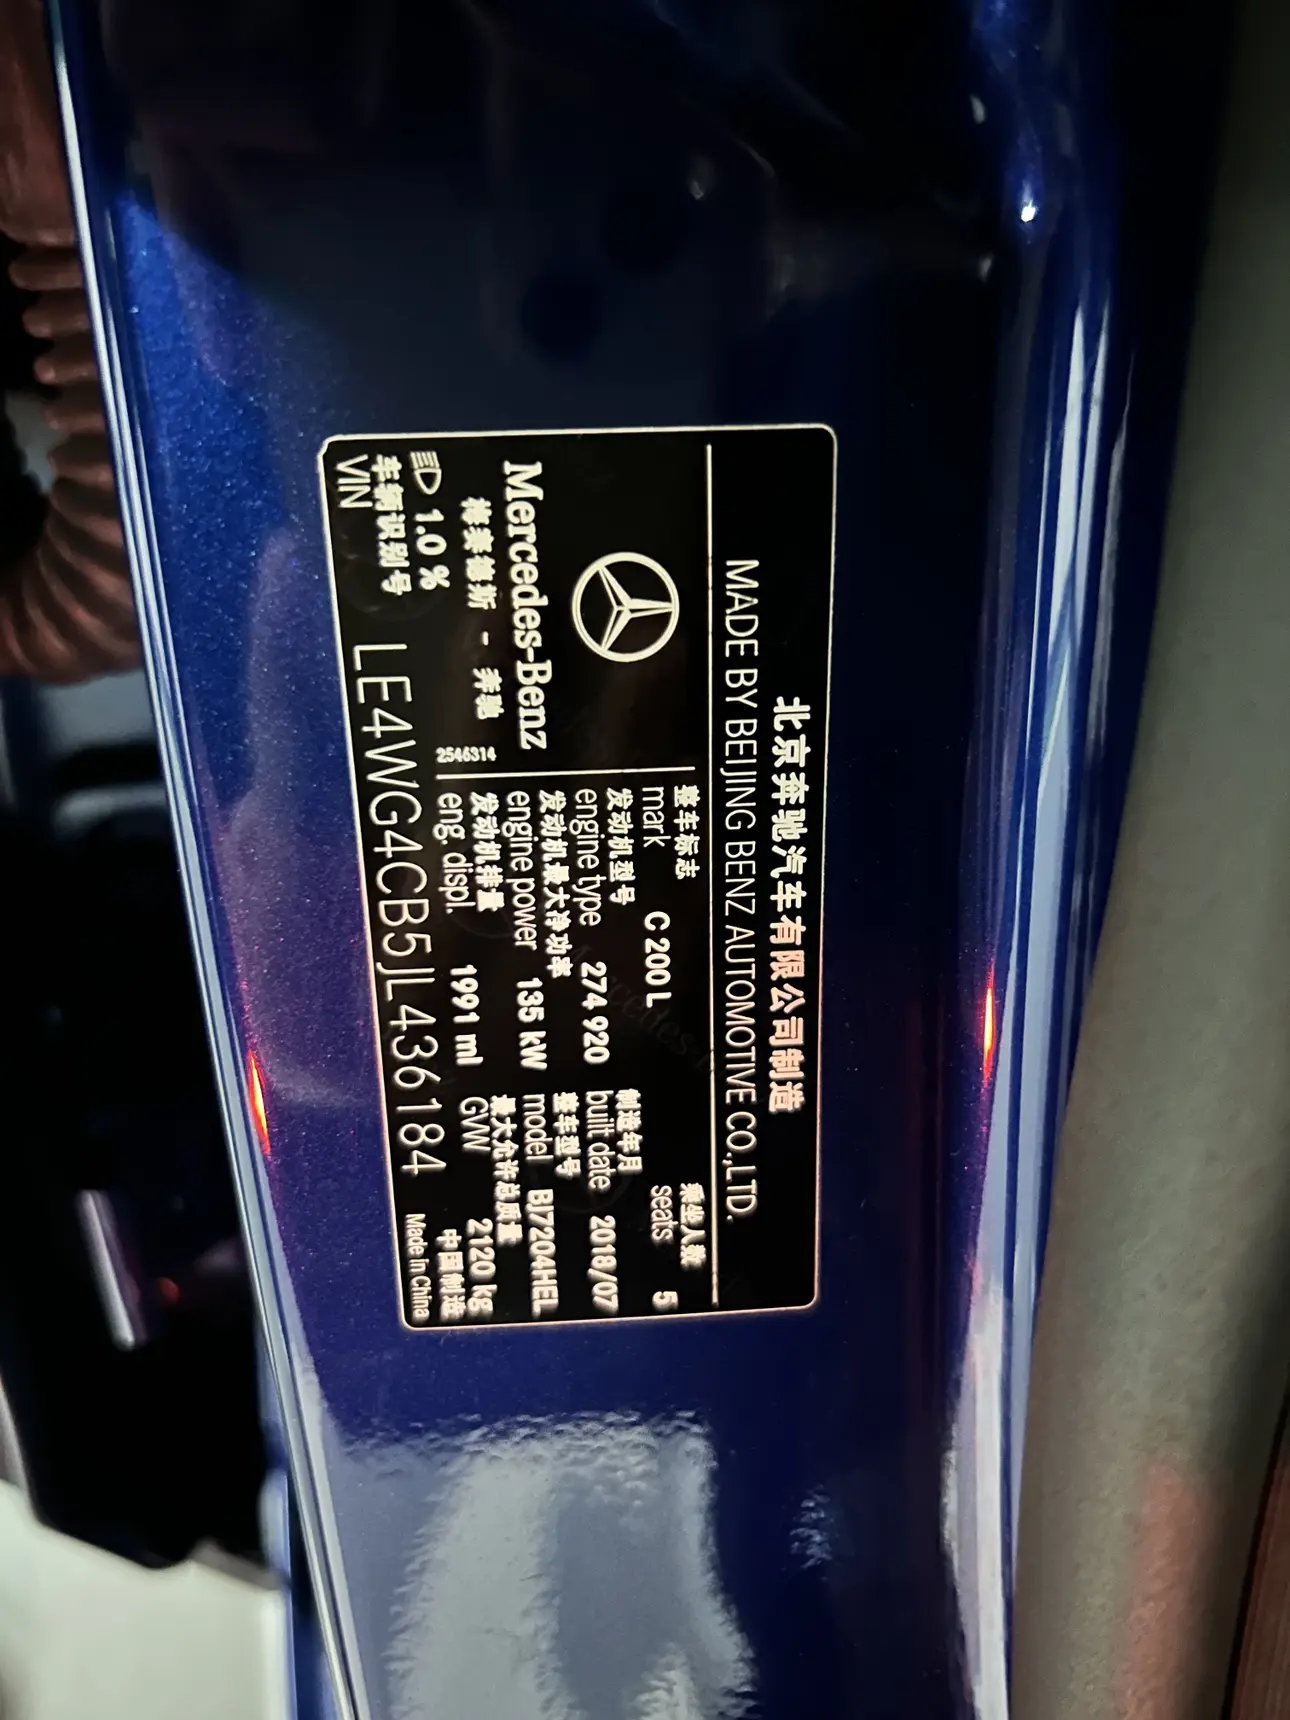 北京奔驰汽车有限公司制造
MADE BY BEIJING BENZ AUTOMOTIVE CO.,LTD.
整车标志
mark C 200 L
乘坐人数
seats 5
发动机型号
engine type 274 920
制造年月
built date 2018/07
发动机最大净功率
engine power 135 kW
整车型号
model BJ7204HEL
发动机排量
eng. displ. 1991 ml
最大允许总质量
GVW 2120 kg
Mercedes-Benz
梅赛德斯 - 奔驰
2546314
1.0 %
车辆识别号
VIN LE4WG4CB5JL436184
中国制造
Made in China